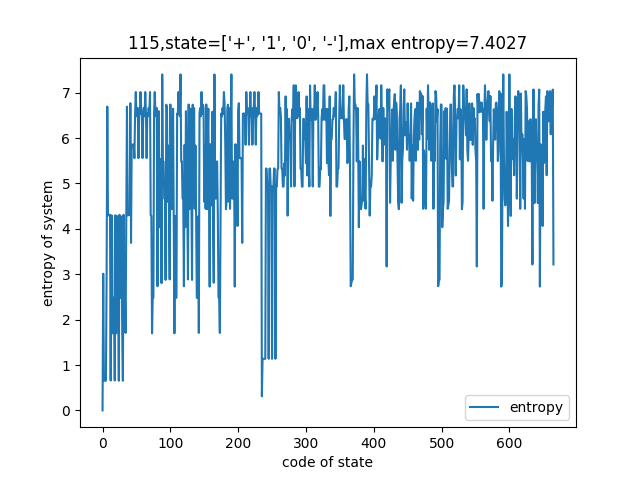 115,state=['+', '1', '0', '-'],max entropy=7.4027
7
6
5
4
3
2
1
0
entropy of system
0 100 200 300 400 500 600
code of state
entropy